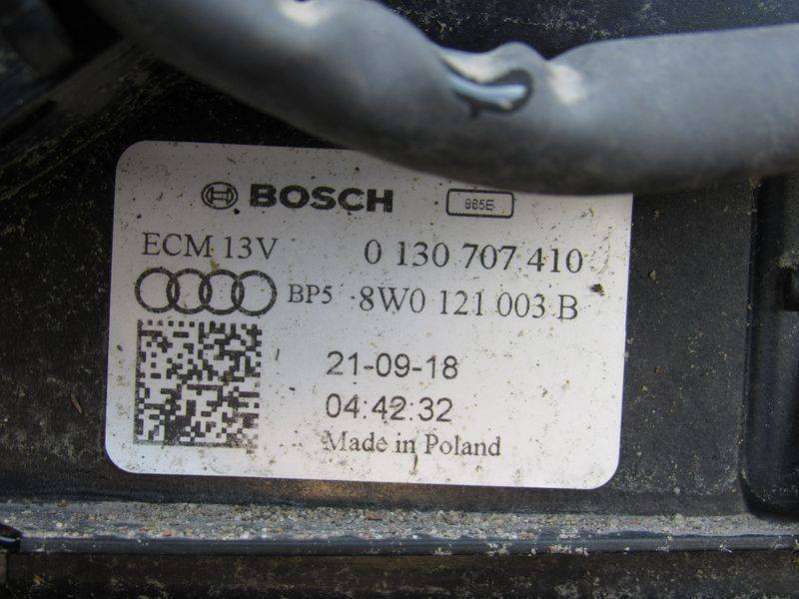 BOSCH 865E
ECM 13V 0 130 707 410
BP5 8W0 121 003 B
21-09-18
04:42:32
Made in Poland